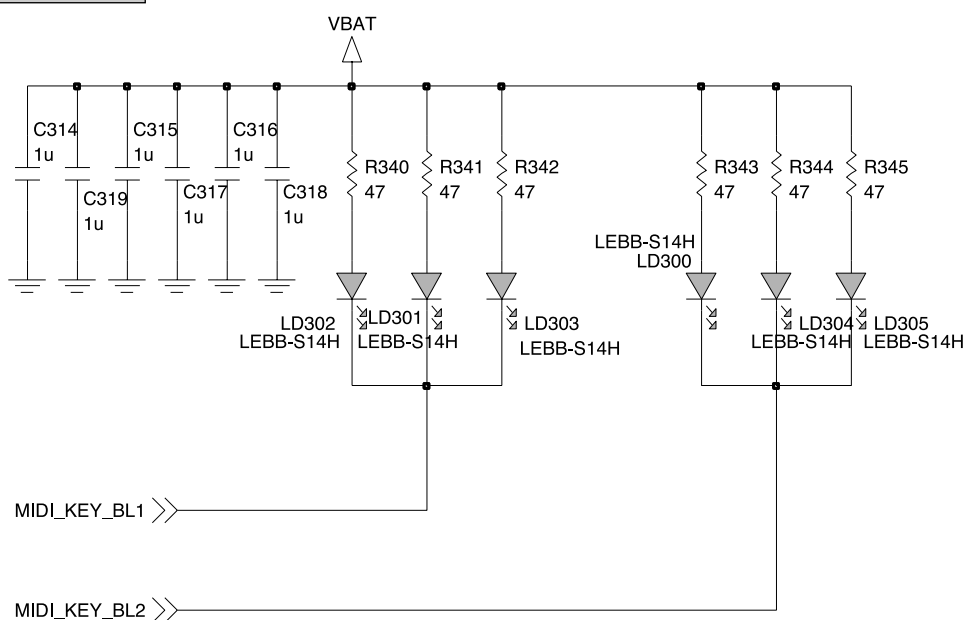 VBAT
C314
1u
C315
1u
C316
1u
C319
1u
C317
1u
C318
1u
R340
47
R341
47
R342
47
R343
47
R344
47
R345
47
LEBB-S14H
LD300
LD302
LEBB-S14H
LD301
LEBB-S14H
LD303
LEBB-S14H
LD304
LEBB-S14H
LD305
LEBB-S14H
MIDI_KEY_BL1
MIDI_KEY_BL2